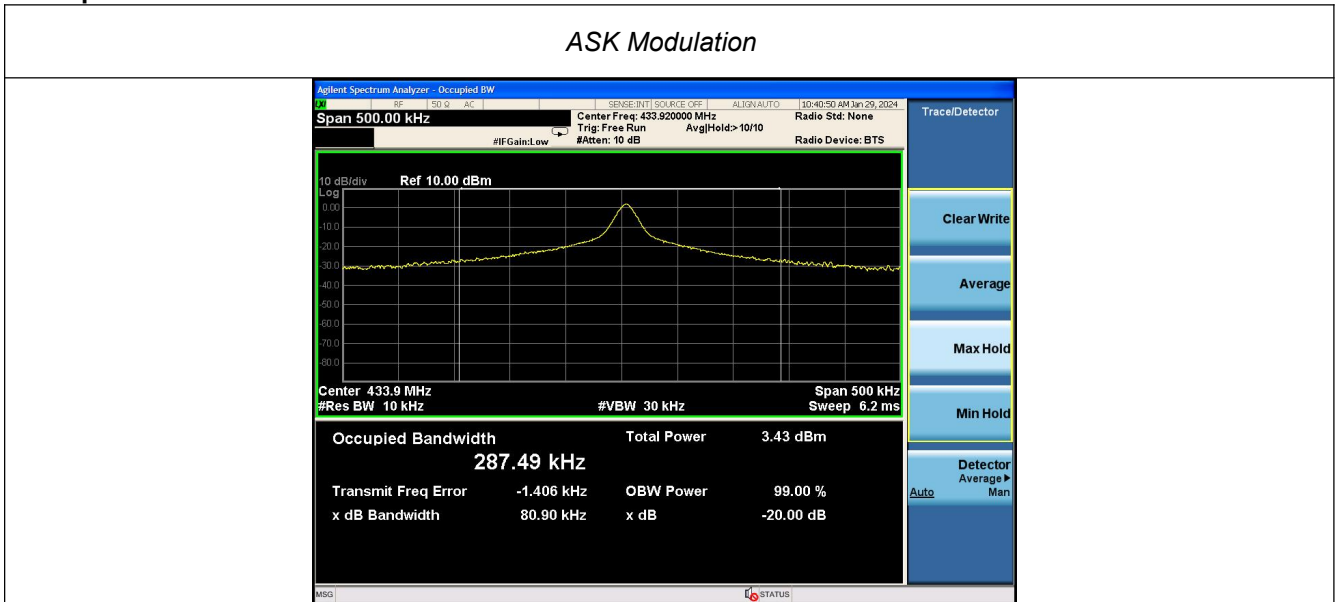 ASK Modulation
Agilent Spectrum Analyzer - Occupied BW
LXI RF 50 Ω AC SENSE:INT SOURCE OFF ALIGN AUTO 10:40:50 AM Jan 29, 2024
Span 500.00 kHz Center Freq: 433.920000 MHz Radio Std: None
Trig: Free Run Avg|Hold:> 10/10
#IFGain:Low #Atten: 10 dB Radio Device: BTS
10 dB/div Ref 10.00 dBm
Log
0.00
-10.0
-20.0
-30.0
-40.0
-50.0
-60.0
-70.0
-80.0
Center 433.9 MHz Span 500 kHz
#Res BW 10 kHz #VBW 30 kHz Sweep 6.2 ms
Occupied Bandwidth Total Power 3.43 dBm
287.49 kHz
Transmit Freq Error -1.406 kHz OBW Power 99.00 %
x dB Bandwidth 80.90 kHz x dB -20.00 dB
MSG STATUS
Trace/Detector
Clear Write
Average
Max Hold
Min Hold
Detector
Average▶
Auto Man